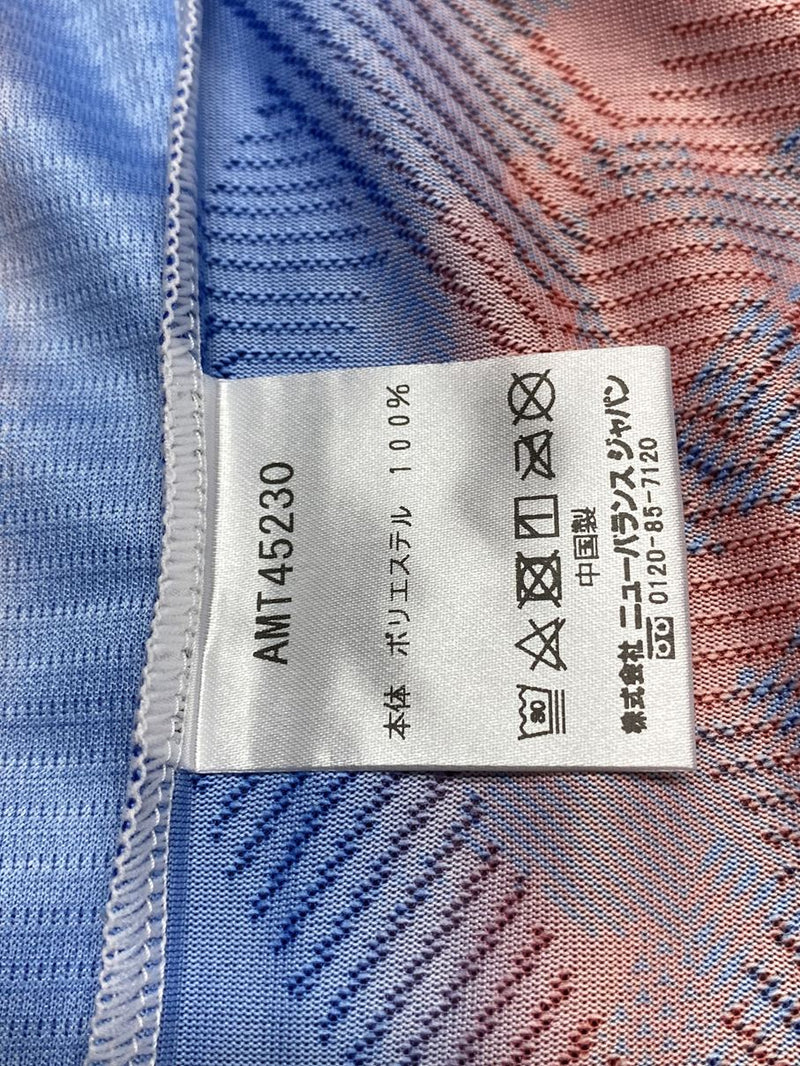 AMT45230
本体 ポリエステル 100%
30
中国製
株式会社 ニューバランス ジャパン
0120-85-7120